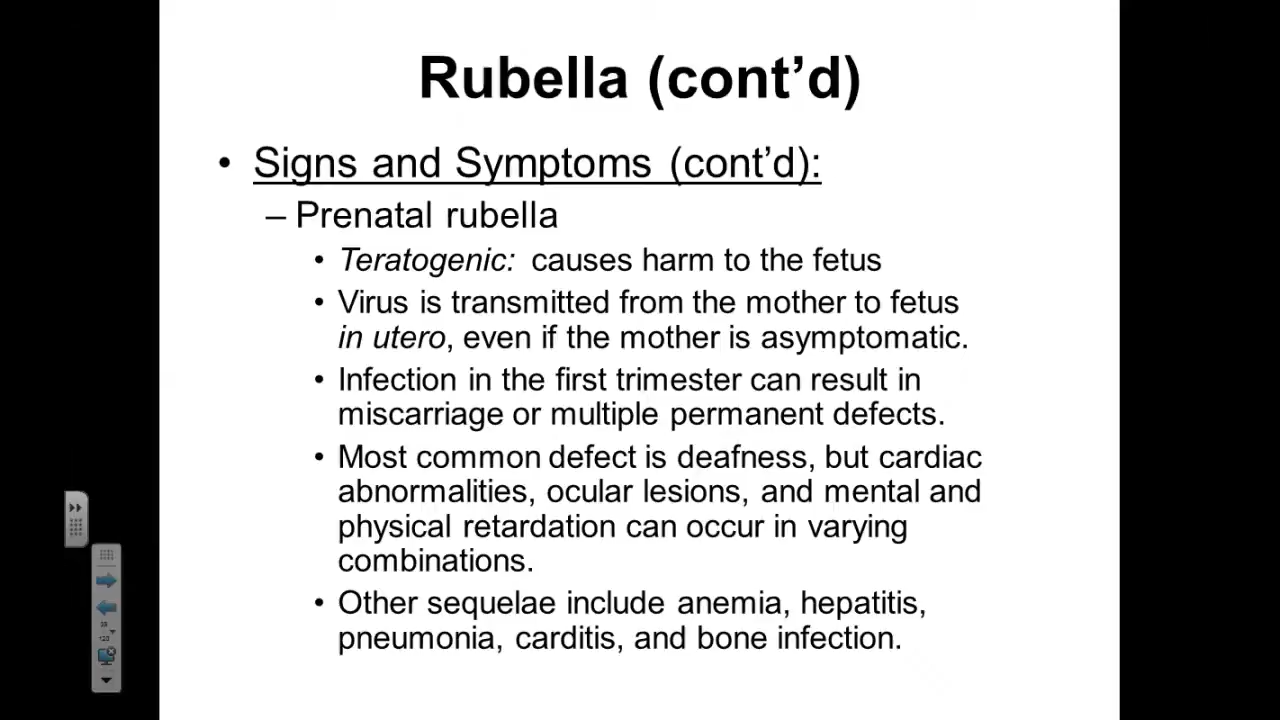 Rubella (cont’d)
• Signs and Symptoms (cont’d):
– Prenatal rubella
• Teratogenic: causes harm to the fetus
• Virus is transmitted from the mother to fetus
in utero, even if the mother is asymptomatic.
• Infection in the first trimester can result in
miscarriage or multiple permanent defects.
• Most common defect is deafness, but cardiac
abnormalities, ocular lesions, and mental and
physical retardation can occur in varying
combinations.
• Other sequelae include anemia, hepatitis,
pneumonia, carditis, and bone infection.